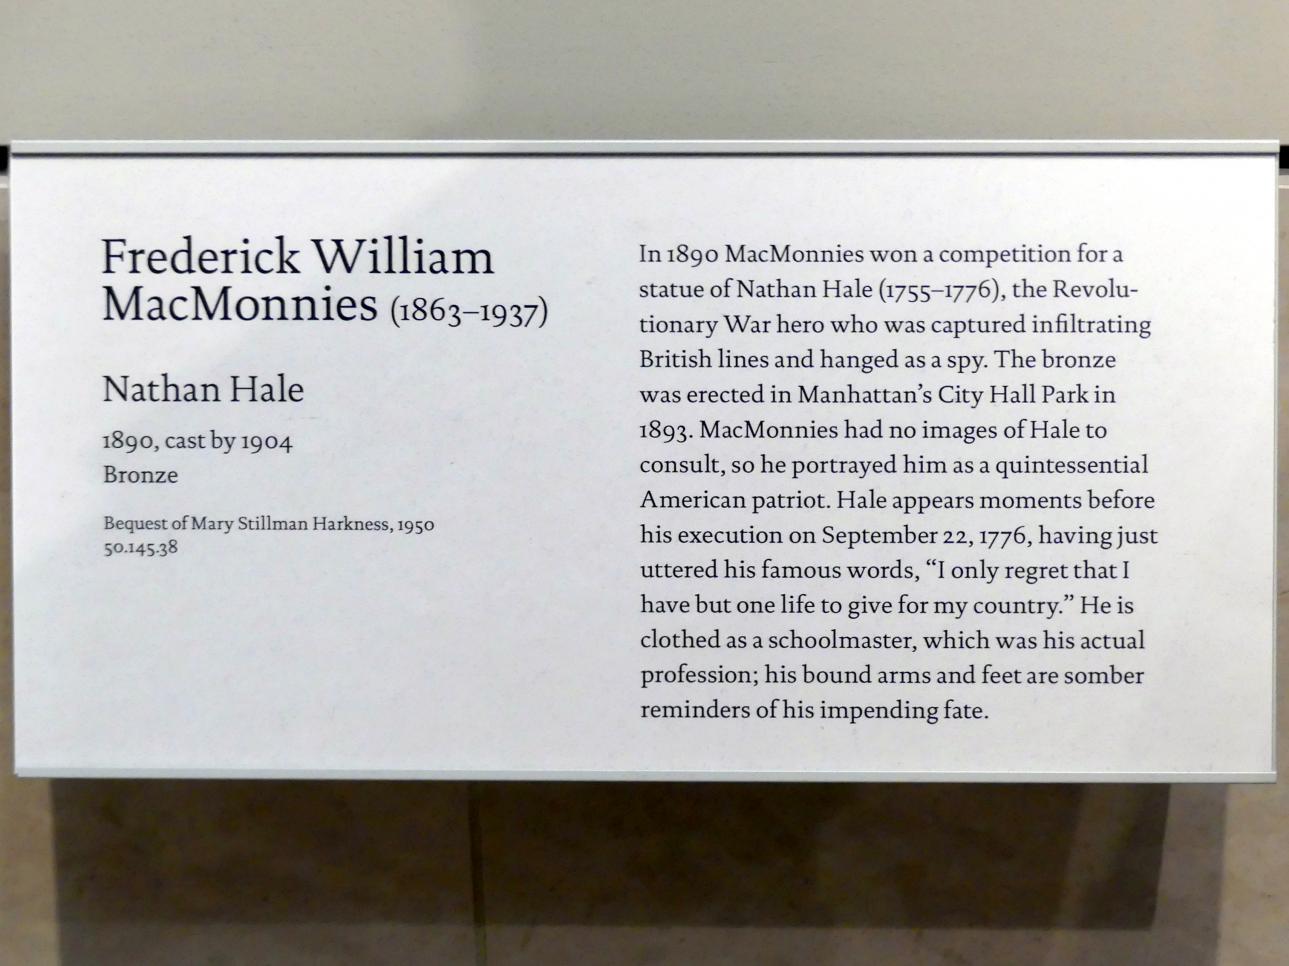 Frederick William
MacMonnies (1863–1937)
Nathan Hale
1890, cast by 1904
Bronze
Bequest of Mary Stillman Harkness, 1950
50.145.38
In 1890 MacMonnies won a competition for a
statue of Nathan Hale (1755–1776), the Revolu-
tionary War hero who was captured infiltrating
British lines and hanged as a spy. The bronze
was erected in Manhattan’s City Hall Park in
1893. MacMonnies had no images of Hale to
consult, so he portrayed him as a quintessential
American patriot. Hale appears moments before
his execution on September 22, 1776, having just
uttered his famous words, “I only regret that I
have but one life to give for my country.” He is
clothed as a schoolmaster, which was his actual
profession; his bound arms and feet are somber
reminders of his impending fate.